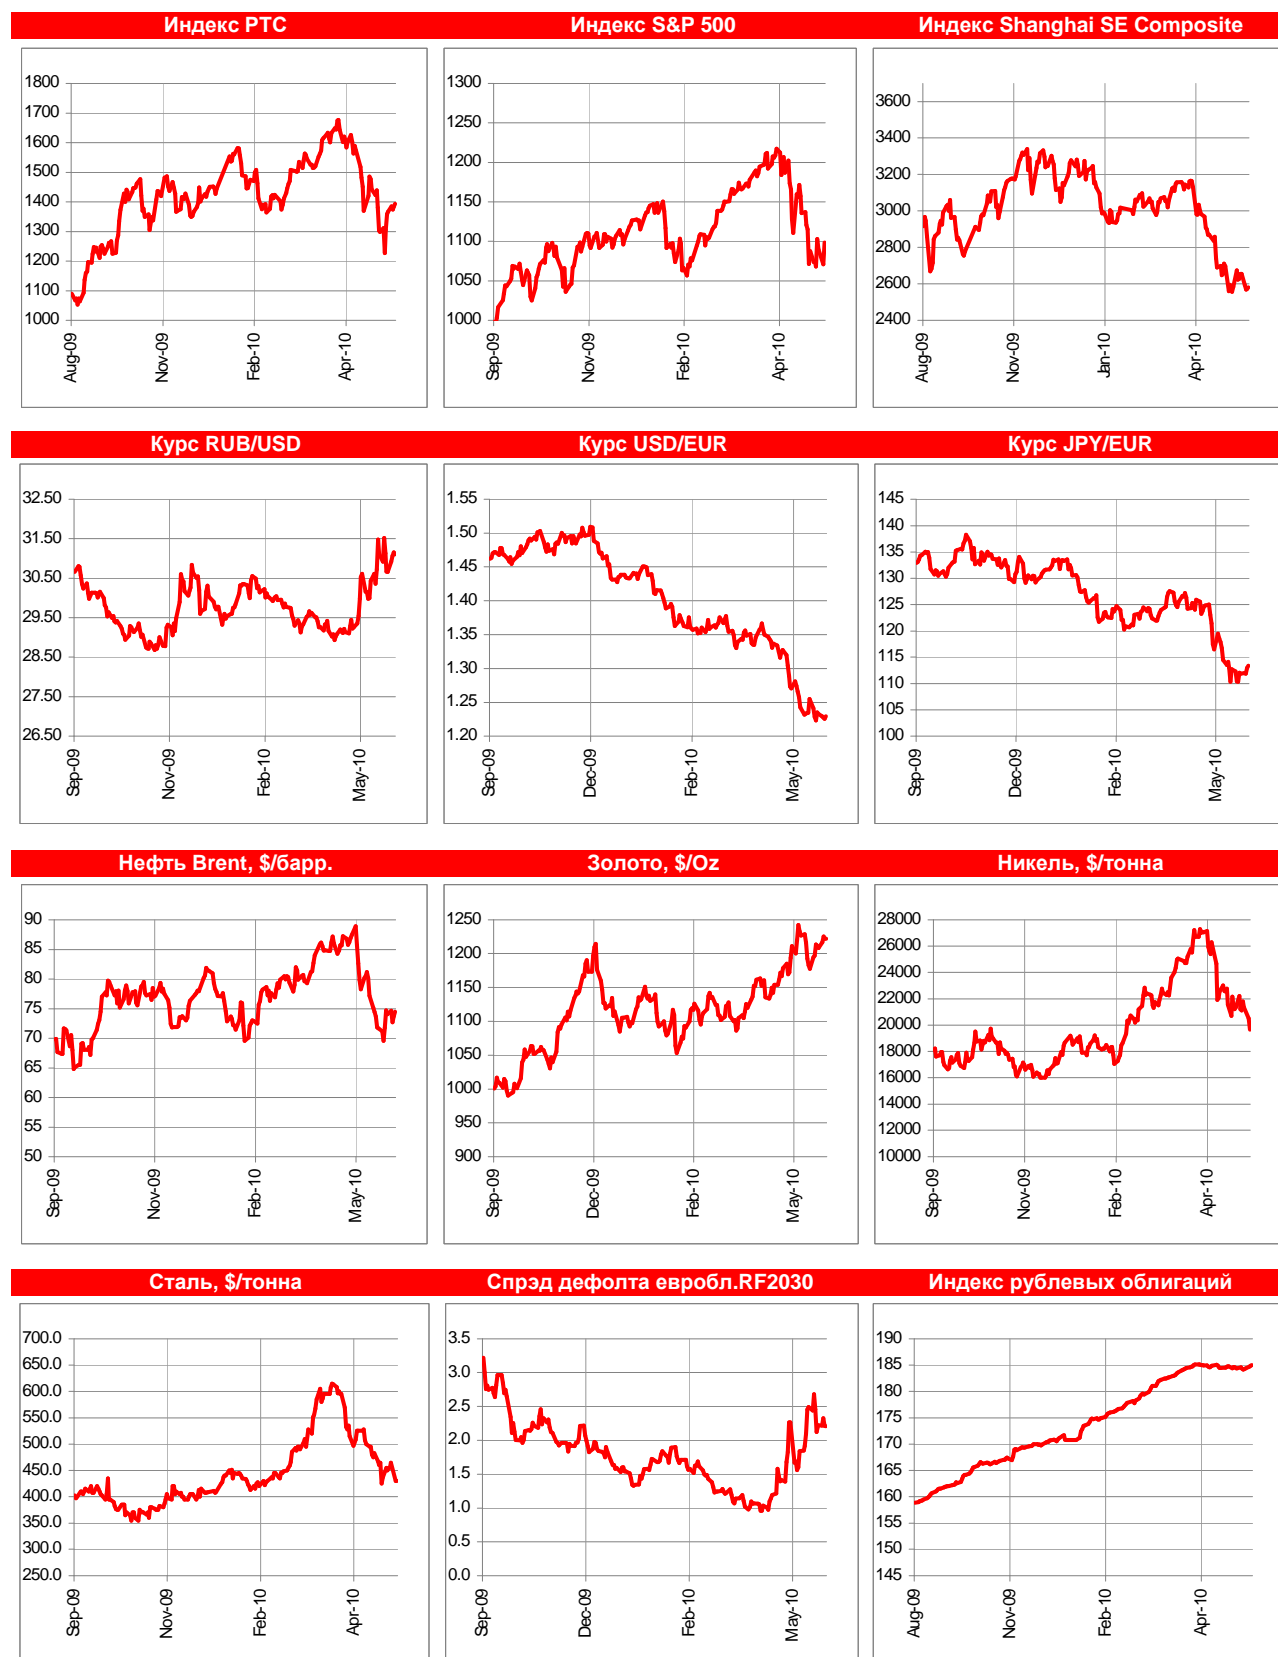 Индекс РТС
1800
1700
1600
1500
1400
1300
1200
1100
1000
Aug-09
Nov-09
Feb-10
Apr-10
Индекс S&P 500
1300
1250
1200
1150
1100
1050
1000
Sep-09
Nov-09
Feb-10
Apr-10
Индекс Shanghai SE Composite
3600
3400
3200
3000
2800
2600
2400
Aug-09
Nov-09
Jan-10
Apr-10
Курс RUB/USD
32.50
31.50
30.50
29.50
28.50
27.50
26.50
Sep-09
Nov-09
Feb-10
May-10
Курс USD/EUR
1.55
1.50
1.45
1.40
1.35
1.30
1.25
1.20
Sep-09
Dec-09
Feb-10
May-10
Курс JPY/EUR
145
140
135
130
125
120
115
110
105
100
Sep-09
Dec-09
Feb-10
May-10
Нефть Brent, $/барр.
90
85
80
75
70
65
60
55
50
Sep-09
Nov-09
Feb-10
May-10
Золото, $/Oz
1250
1200
1150
1100
1050
1000
950
900
Sep-09
Dec-09
Feb-10
May-10
Никель, $/тонна
28000
26000
24000
22000
20000
18000
16000
14000
12000
10000
Sep-09
Nov-09
Feb-10
Apr-10
Сталь, $/тонна
700.0
650.0
600.0
550.0
500.0
450.0
400.0
350.0
300.0
250.0
Sep-09
Nov-09
Feb-10
Apr-10
Спрэд дефолта евробл.RF2030
3.5
3.0
2.5
2.0
1.5
1.0
0.5
0.0
Sep-09
Dec-09
Feb-10
May-10
Индекс рублевых облигаций
190
185
180
175
170
165
160
155
150
145
Aug-09
Nov-09
Feb-10
Apr-10